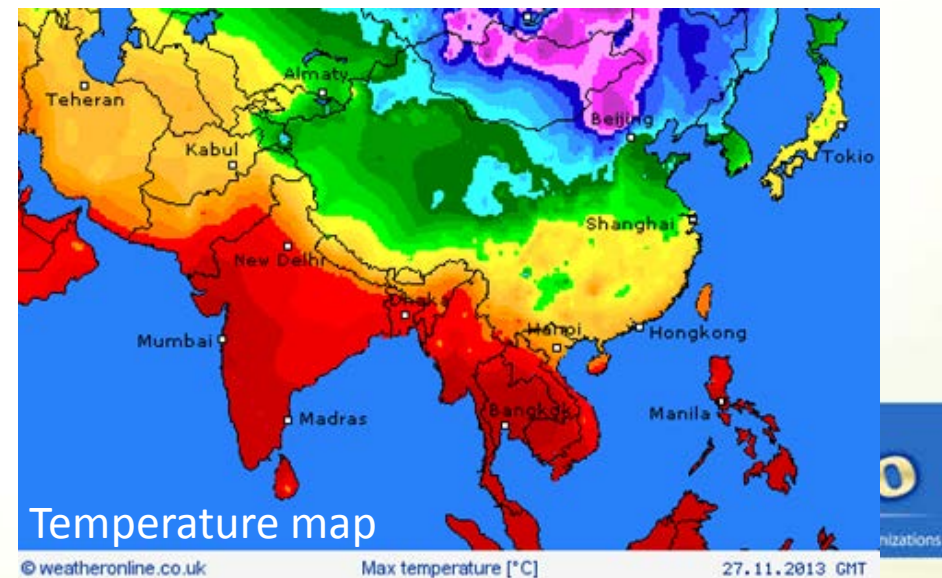 Almaty
Teheran
Beijing
Kabul
Tokio
Shanghai
New Delhi
Dhaka
Hanoi
Hongkong
Mumbai
Madras
Bangkok
Manila
o
nizations
Temperature map
© weatheronline.co.uk Max temperature [°C] 27.11.2013 GMT